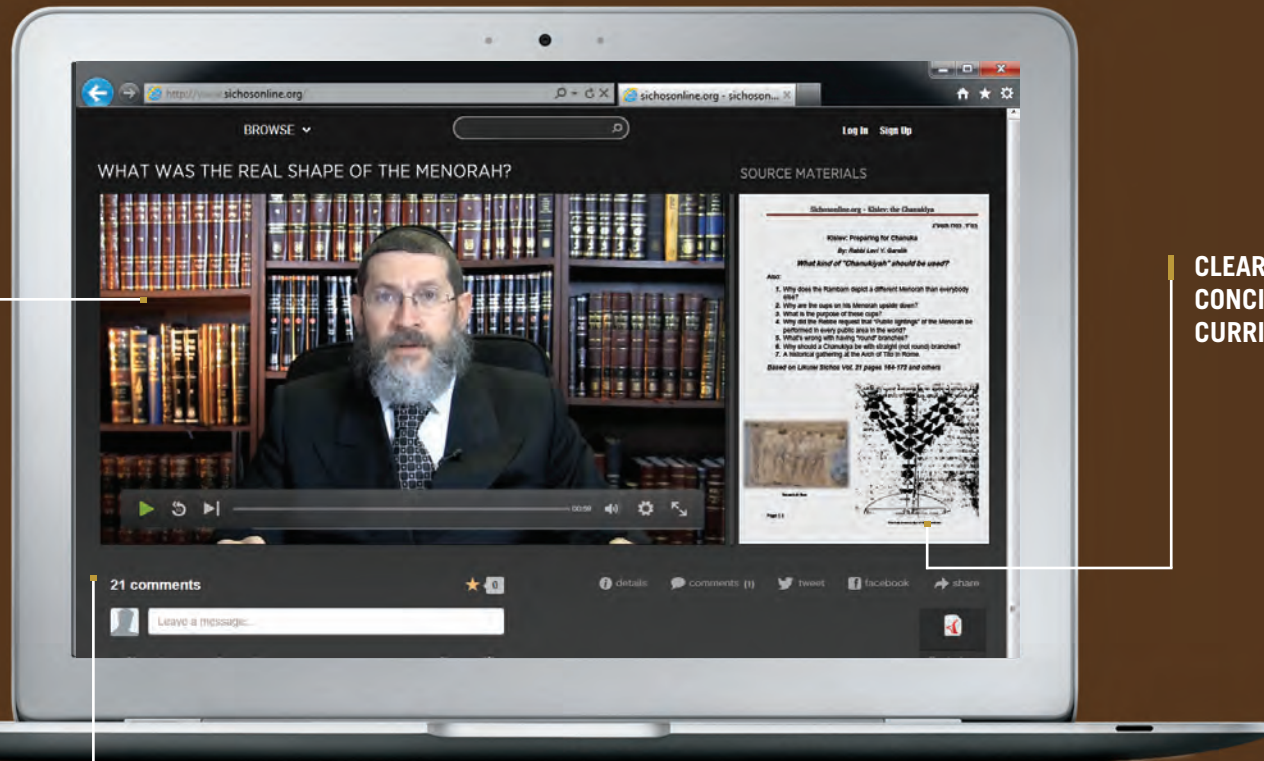 http://www.sichosonline.org/
sichosonline.org - sichoson...
BROWSE
Log In Sign Up
WHAT WAS THE REAL SHAPE OF THE MENORAH?
SOURCE MATERIALS
Sichosonline.org - Kislev: the Chanukiya
Kislev: Preparing for Chanuka
By: Rabbi Levi Y. Garelik
What kind of "Chanukiyah" should be used?
Also:
1. Why does the Rambam depict a different Menorah than everybody
else?
2. Why are the cups on his Menorah upside down?
3. What is the purpose of these cups?
4. Why did the Rebbe request that "Public lightings" of the Menorah be
performed in every public area in the world?
5. What's wrong with having "round" branches?
6. Why should a Chanukiya be with straight (not round) branches?
7. A historical gathering at the Arch of Tito in Rome.
Based on Likutei Sichos Vol. 21 pages 164-172 and others
Page | 1
00:59
21 comments
0
details
comments (1)
tweet
facebook
share
Leave a message...
CLEAR
CONCI
CURRI